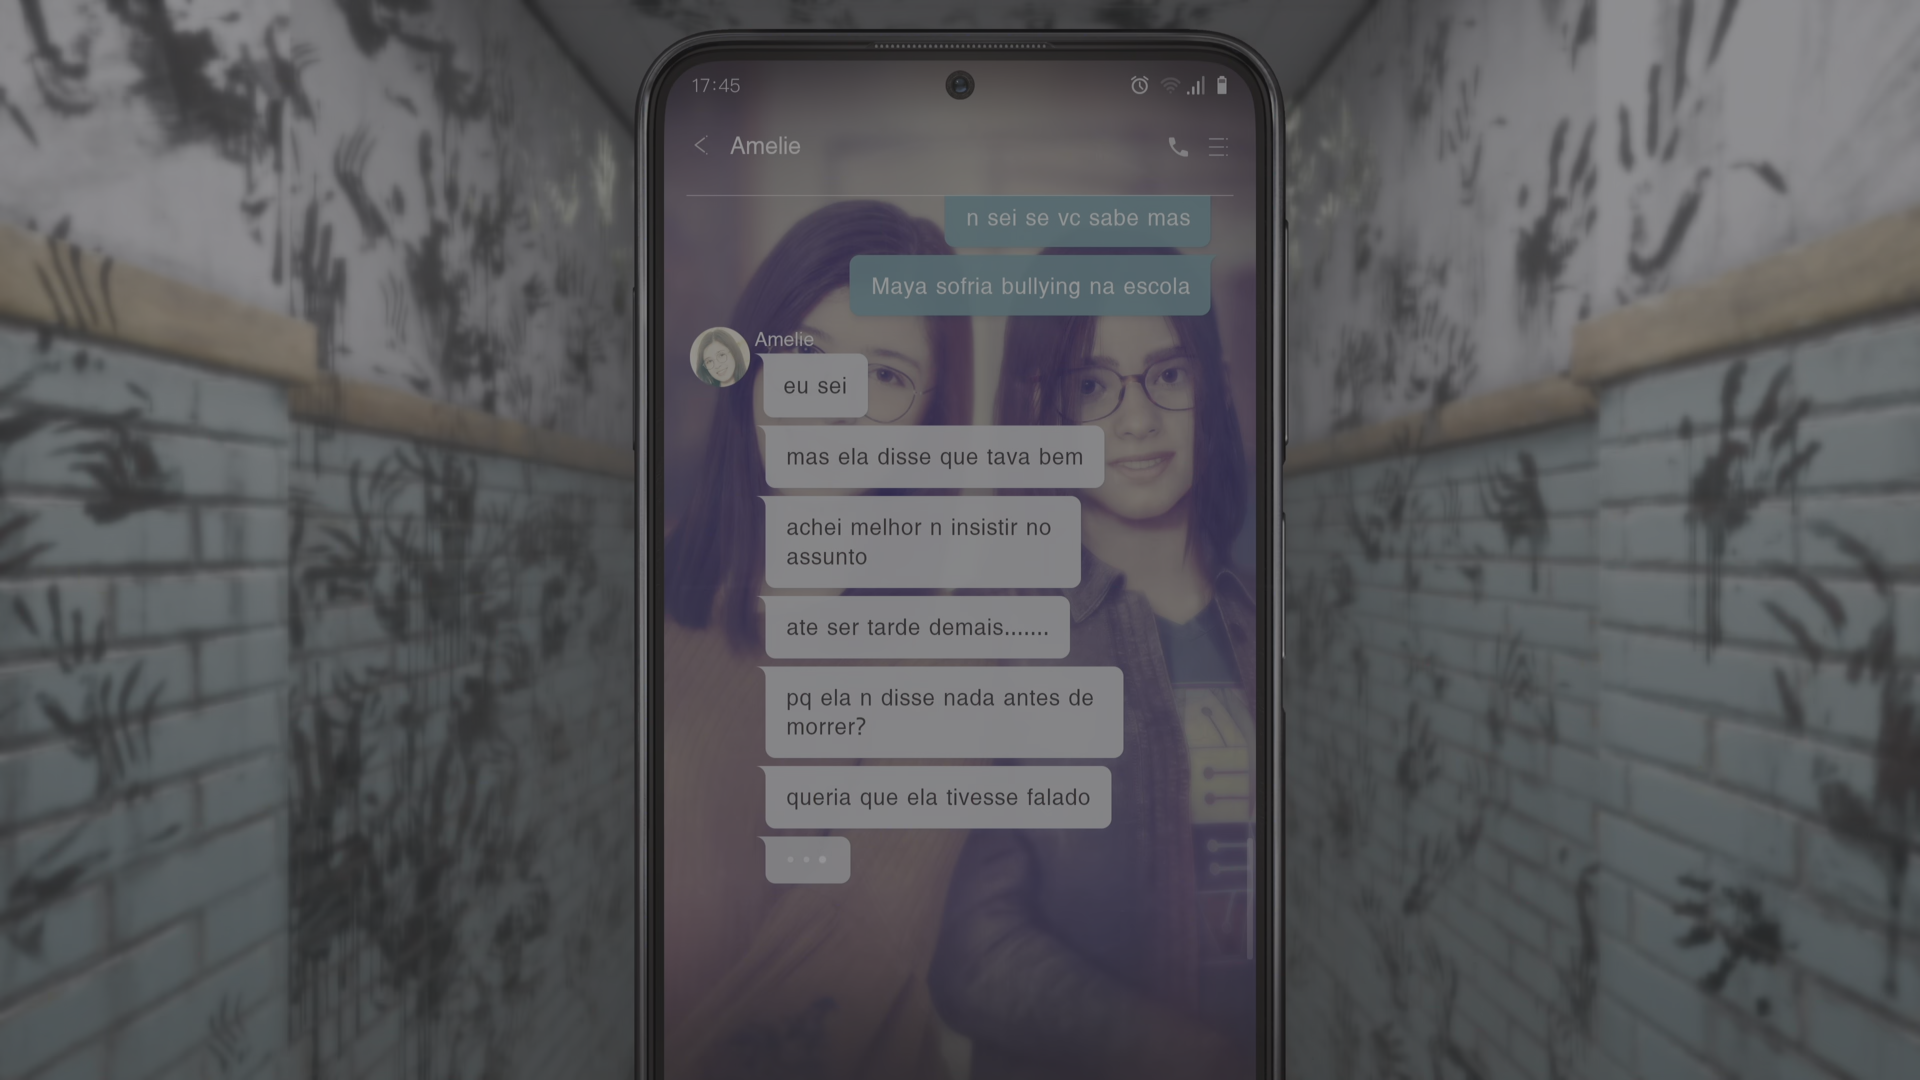 17:45
Amelie
n sei se vc sabe mas
Maya sofria bullying na escola
Amelie
eu sei
mas ela disse que tava bem
achei melhor n insistir no
assunto
ate ser tarde demais.......
pq ela n disse nada antes de
morrer?
queria que ela tivesse falado